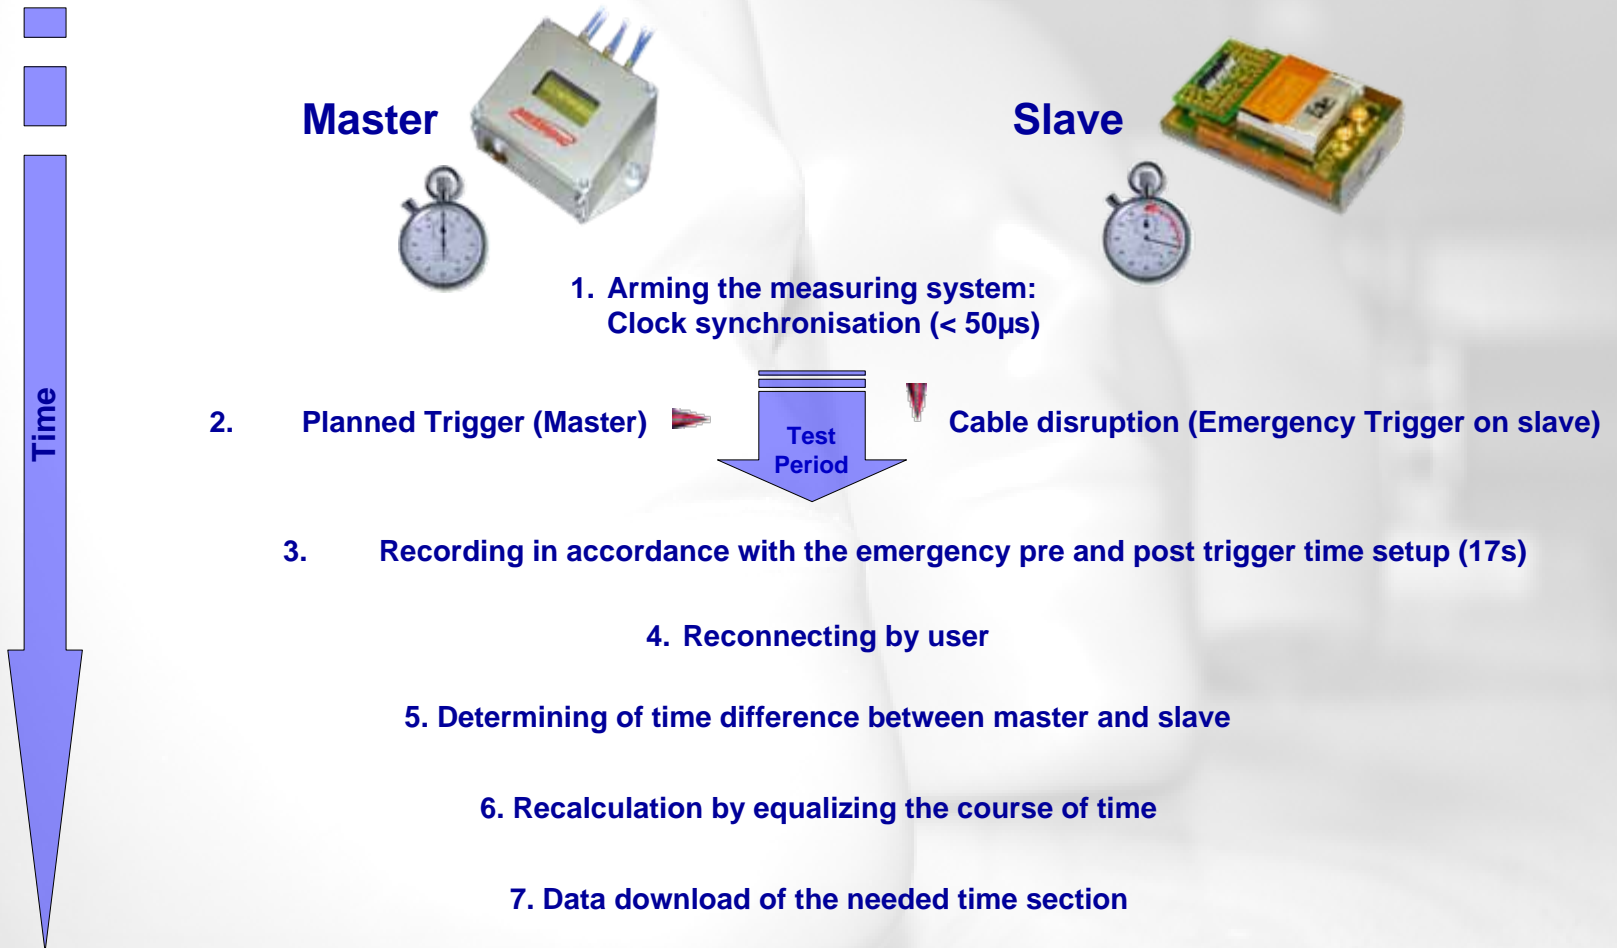 Master
Slave
1. Arming the measuring system:
Clock synchronisation (< 50µs)
Time
2. Planned Trigger (Master)
Test
Period
Cable disruption (Emergency Trigger on slave)
3. Recording in accordance with the emergency pre and post trigger time setup (17s)
4. Reconnecting by user
5. Determining of time difference between master and slave
6. Recalculation by equalizing the course of time
7. Data download of the needed time section